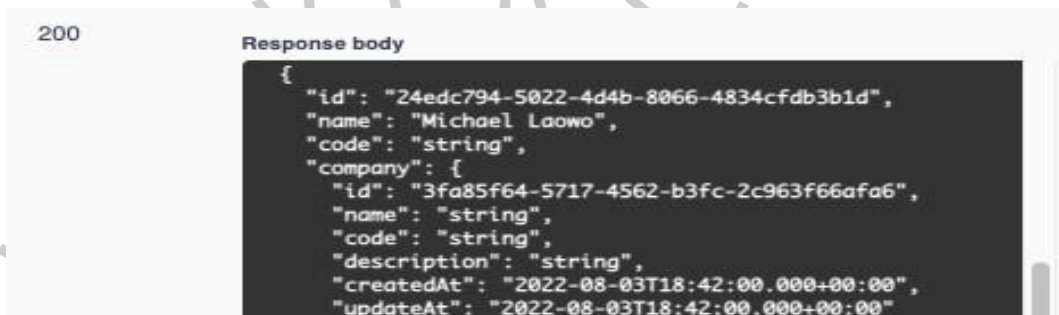 200
Response body
{
"id": "24edc794-5022-4d4b-8066-4834cfdb3b1d",
"name": "Michael Laowo",
"code": "string",
"company": {
"id": "3fa85f64-5717-4562-b3fc-2c963f66afa6",
"name": "string",
"code": "string",
"description": "string",
"createdAt": "2022-08-03T18:42:00.000+00:00",
"updateAt": "2022-08-03T18:42:00.000+00:00"